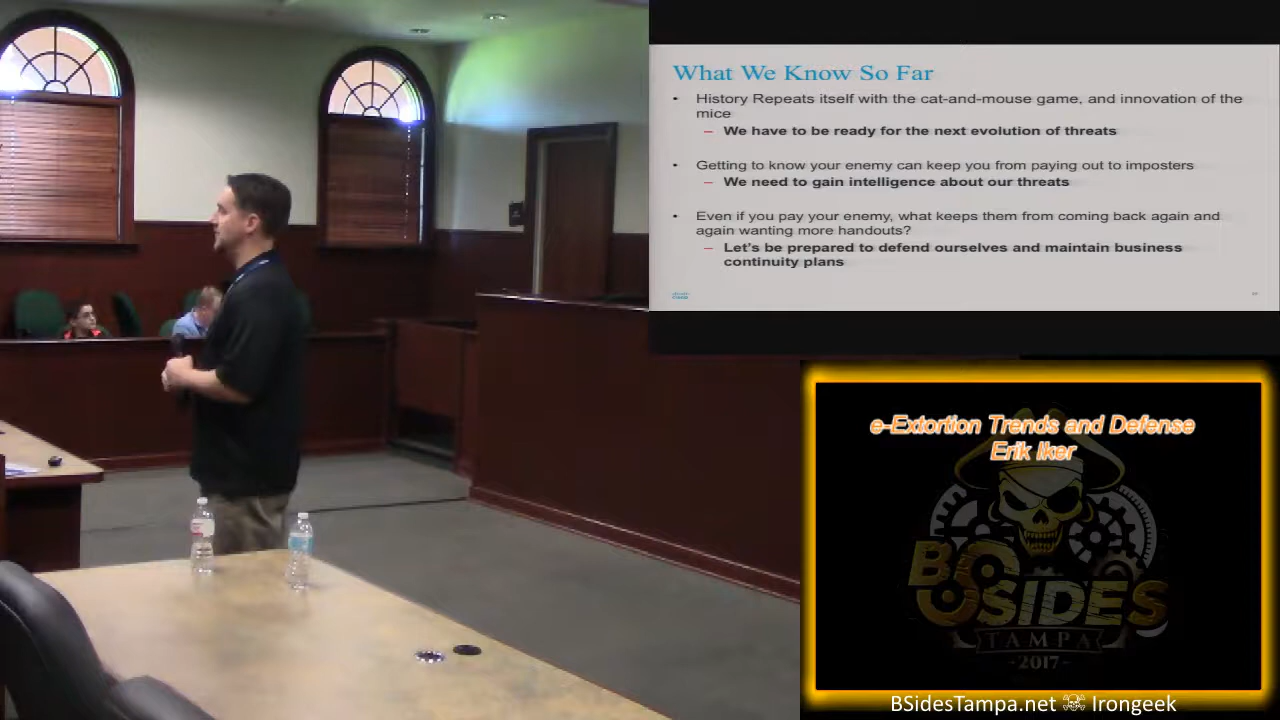 What We Know So Far
• History Repeats itself with the cat-and-mouse game, and innovation of the
mice
– We have to be ready for the next evolution of threats
• Getting to know your enemy can keep you from paying out to imposters
– We need to gain intelligence about our threats
• Even if you pay your enemy, what keeps them from coming back again and
again wanting more handouts?
– Let's be prepared to defend ourselves and maintain business
continuity plans
e-Extortion Trends and Defense
Erik Iker
BSIDES
TAMPA
-2017-
BSidesTampa.net ☠ Irongeek